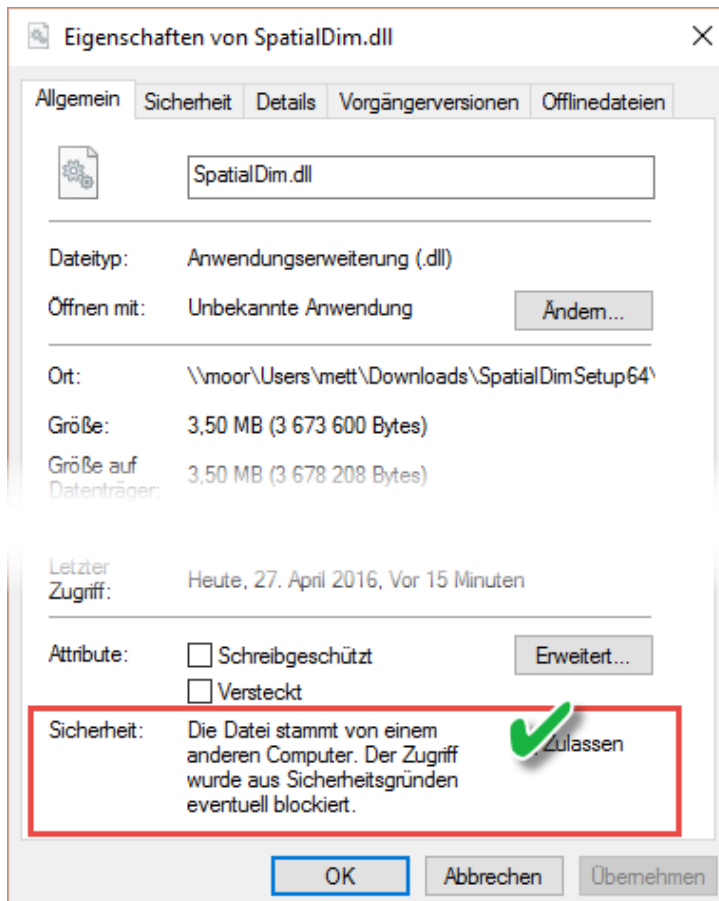 Eigenschaften von SpatialDim.dll
Allgemein Sicherheit Details Vorgängerversionen Offlinedateien
SpatialDim.dll
Dateityp: Anwendungserweiterung (.dll)
Öffnen mit: Unbekannte Anwendung Ändern...
Ort: \\moor\Users\mett\Downloads\SpatialDimSetup64\
Größe: 3,50 MB (3 673 600 Bytes)
Größe auf
Datenträger: 3,50 MB (3 678 208 Bytes)
Letzter
Zugriff: Heute, 27. April 2016, Vor 15 Minuten
Attribute: Schreibgeschützt Erweitert...
Versteckt
Sicherheit: Die Datei stammt von einem
anderen Computer. Der Zugriff
wurde aus Sicherheitsgründen
eventuell blockiert.
Zulassen
OK Abbrechen Übernehmen